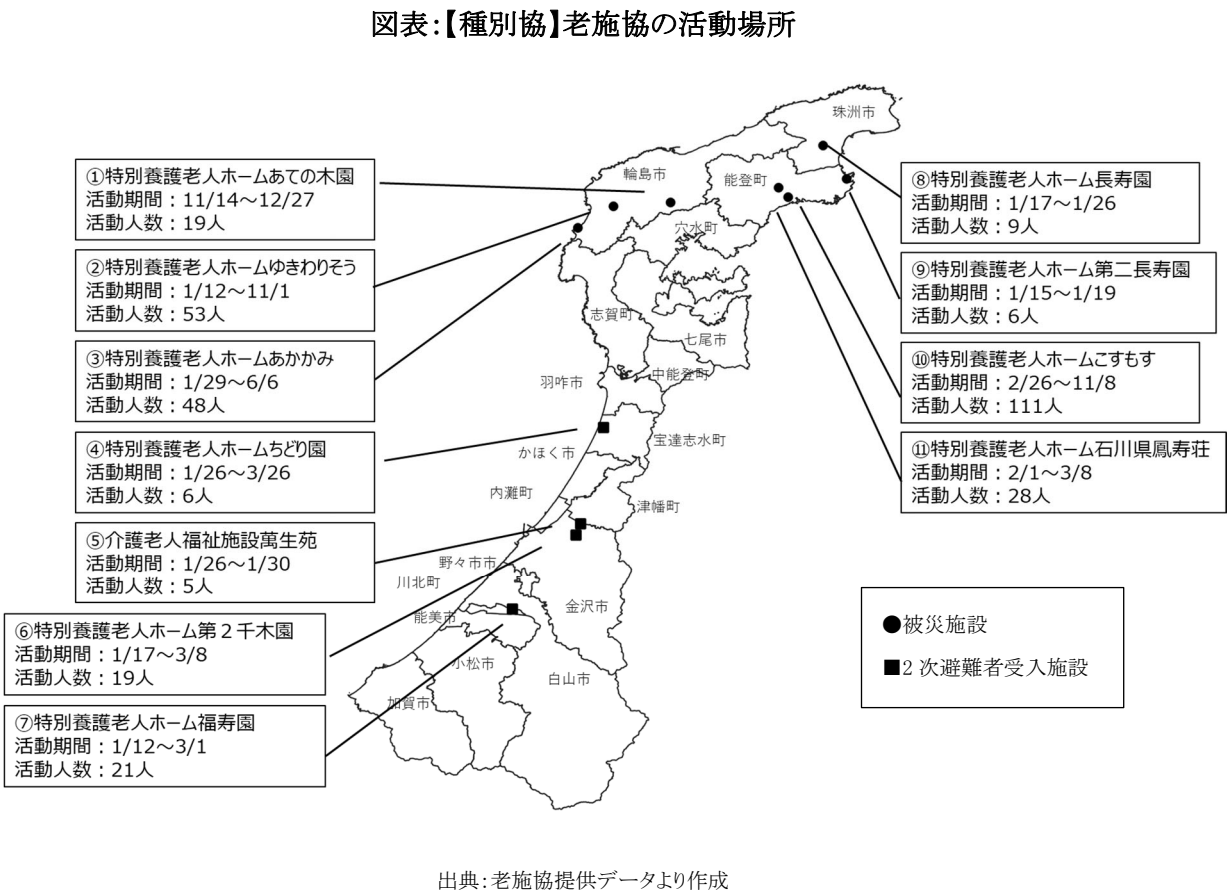 図表：【種別協】老施協の活動場所
①特別養護老人ホームあての木園
活動期間：11/14～12/27
活動人数：19人
②特別養護老人ホームゆきわりそう
活動期間：1/12～11/1
活動人数：53人
③特別養護老人ホームあかかみ
活動期間：1/29～6/6
活動人数：48人
④特別養護老人ホームちどり園
活動期間：1/26～3/26
活動人数：6人
⑤介護老人福祉施設萬生苑
活動期間：1/26～1/30
活動人数：5人
⑥特別養護老人ホーム第２千木園
活動期間：1/17～3/8
活動人数：19人
⑦特別養護老人ホーム福寿園
活動期間：1/12～3/1
活動人数：21人
珠洲市
輪島市
能登町
穴水町
志賀町
七尾市
羽咋市
中能登町
宝達志水町
かほく市
内灘町
津幡町
野々市市
川北町
金沢市
能美市
小松市
白山市
加賀市
⑧特別養護老人ホーム長寿園
活動期間：1/17～1/26
活動人数：9人
⑨特別養護老人ホーム第二長寿園
活動期間：1/15～1/19
活動人数：6人
⑩特別養護老人ホームこすもす
活動期間：2/26～11/8
活動人数：111人
⑪特別養護老人ホーム石川県鳳寿荘
活動期間：2/1～3/8
活動人数：28人
●被災施設
■2 次避難者受入施設
出典：老施協提供データより作成